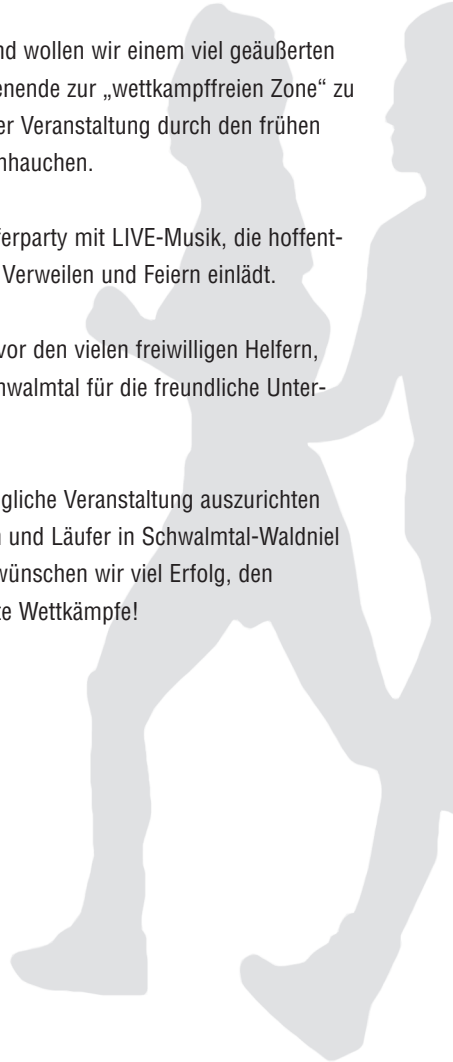 nd wollen wir einem viel geäußerten
enende zur „wettkampffreien Zone“ zu
er Veranstaltung durch den frühen
nhauchen.
ferparty mit LIVE-Musik, die hoffent-
Verweilen und Feiern einlädt.
vor den vielen freiwilligen Helfern,
hwalmtal für die freundliche Unter-
gliche Veranstaltung auszurichten
n und Läufer in Schwalmtal-Waldniel
wünschen wir viel Erfolg, den
te Wettkämpfe!